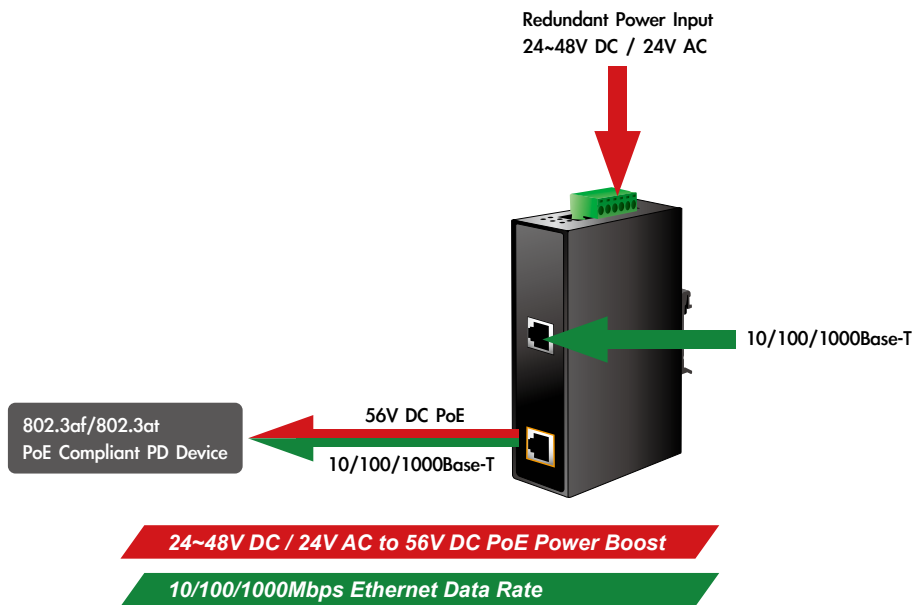 Redundant Power Input
24~48V DC / 24V AC
10/100/1000Base-T
56V DC PoE
802.3af/802.3at
PoE Compliant PD Device
10/100/1000Base-T
24~48V DC / 24V AC to 56V DC PoE Power Boost
10/100/1000Mbps Ethernet Data Rate